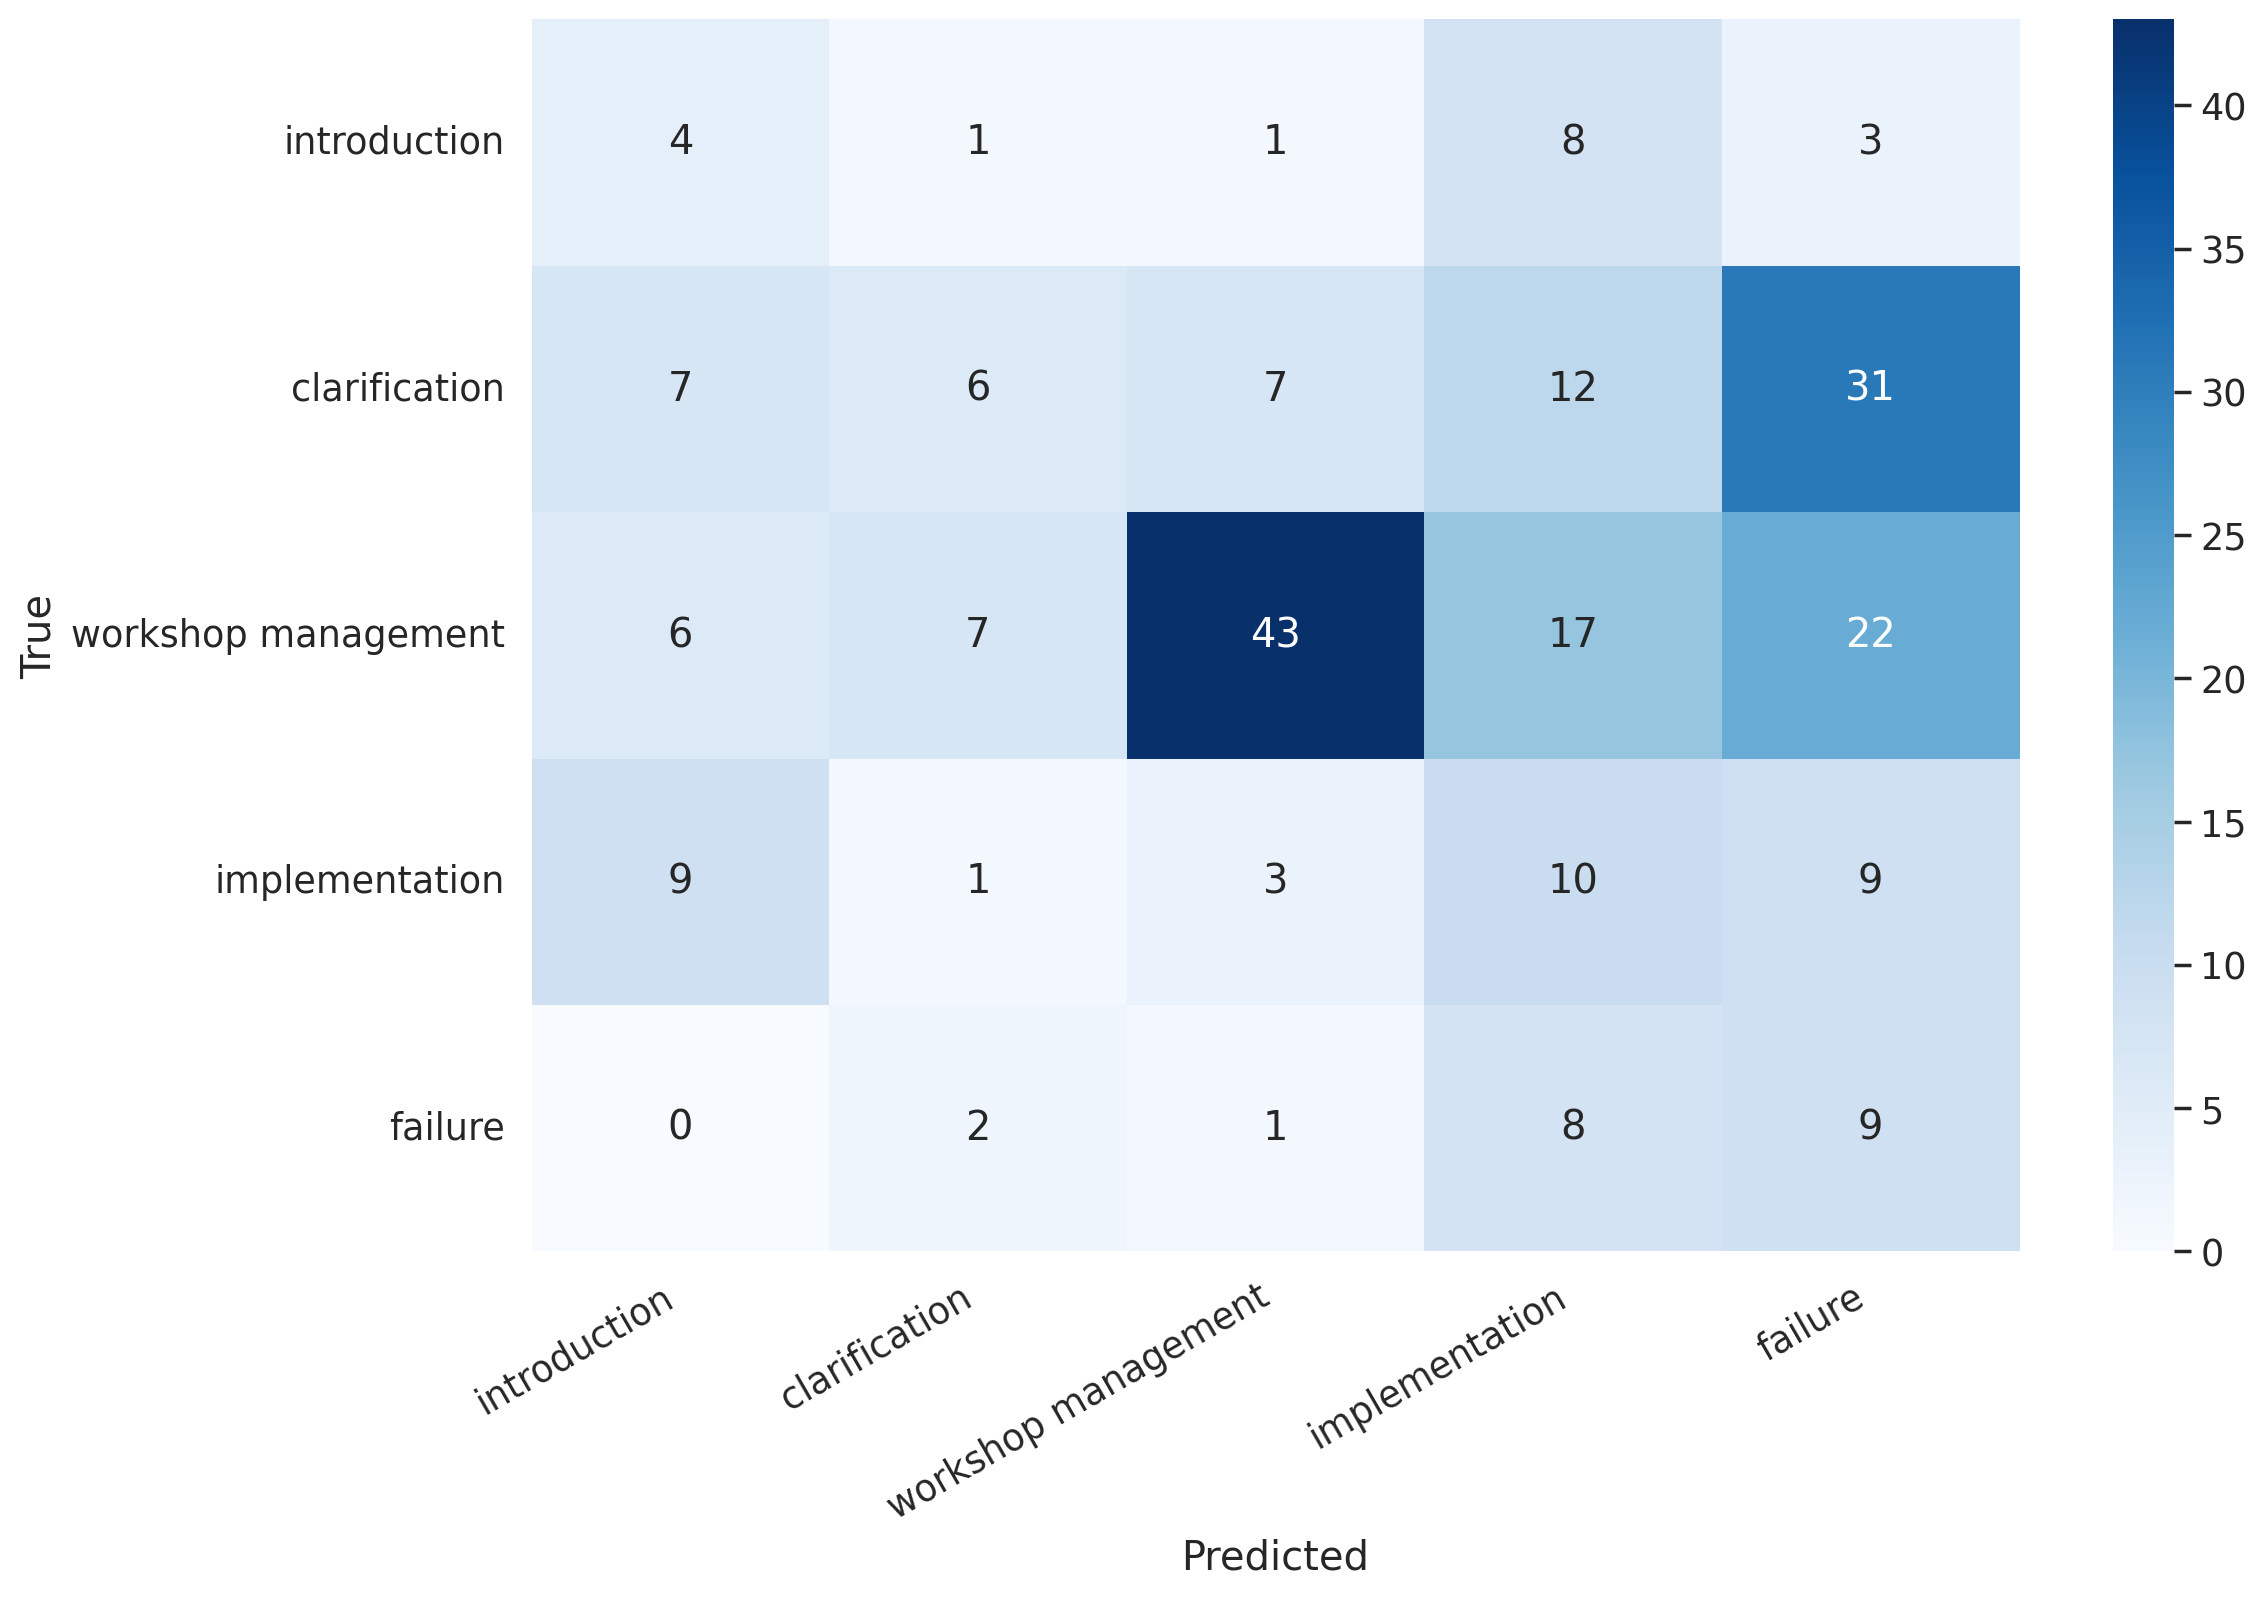 introduction 4 1 1 8 3
clarification 7 6 7 12 31
workshop management 6 7 43 17 22
implementation 9 1 3 10 9
failure 0 2 1 8 9
True
introduction
clarification
workshop management
implementation
failure
Predicted
40
35
30
25
20
15
10
5
0